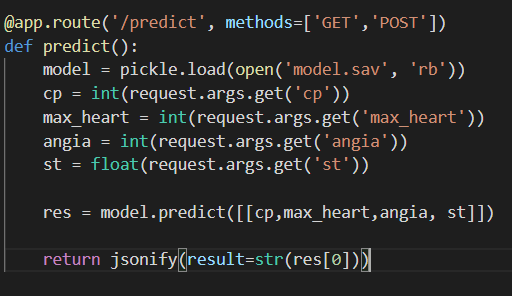 @app.route('/predict', methods=['GET','POST'])
def predict():
    model = pickle.load(open('model.sav', 'rb'))
    cp = int(request.args.get('cp'))
    max_heart = int(request.args.get('max_heart'))
    angia = int(request.args.get('angia'))
    st = float(request.args.get('st'))
    res = model.predict([[cp,max_heart,angia, st]])
    return jsonify(result=str(res[0]))